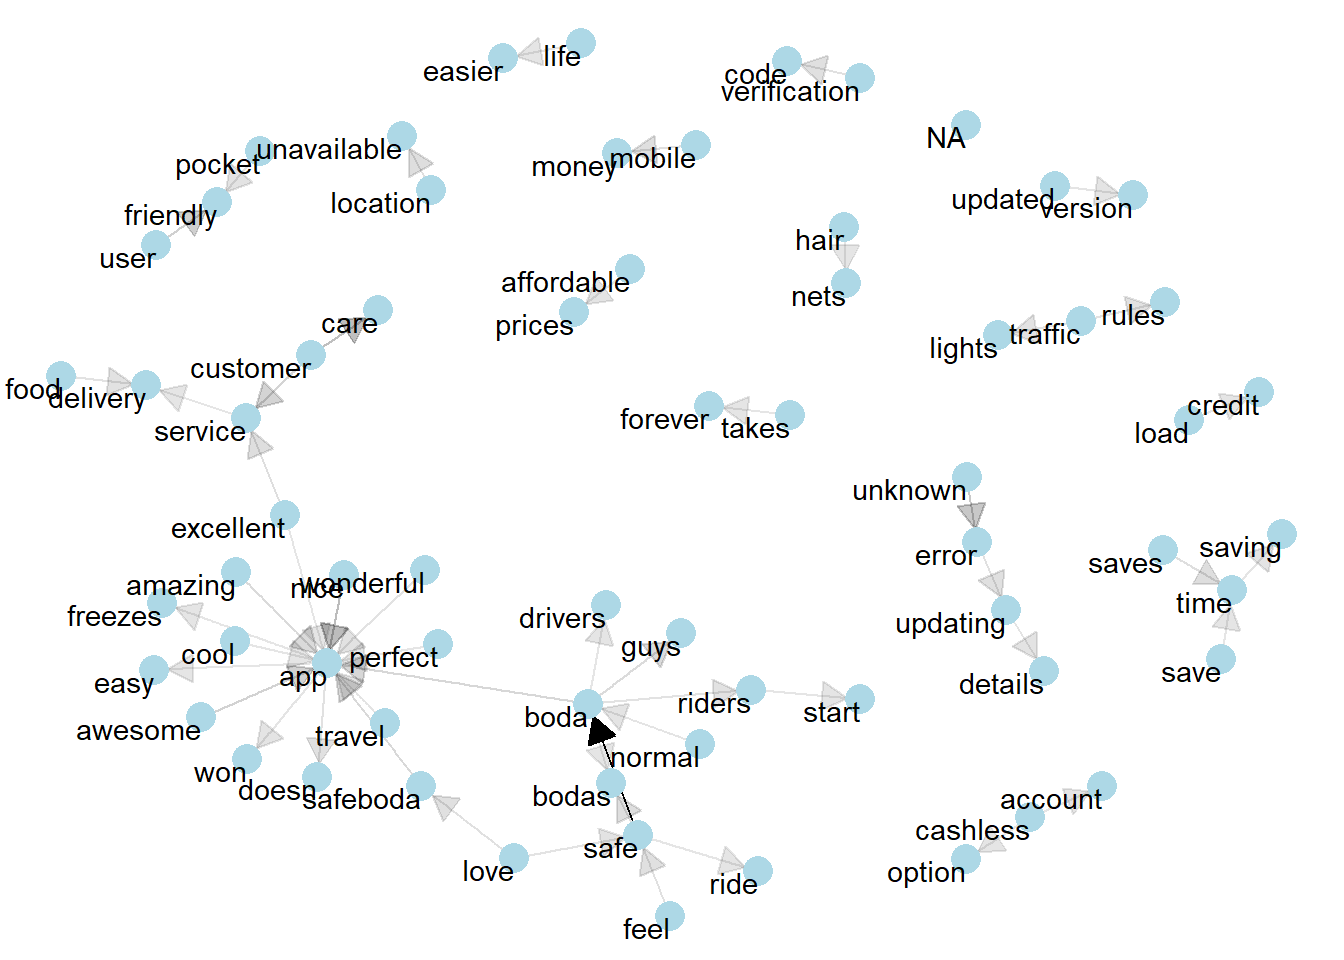 easier
life
code
verification
NA
pocket
unavailable
money
mobile
location
friendly
user
updated
version
hair
nets
affordable
prices
care
customer
lights
traffic
rules
food
delivery
service
forever
takes
credit
load
unknown
excellent
error
saves
saving
time
amazing
nice
wonderful
freezes
drivers
guys
updating
cool
perfect
app
easy
details
save
awesome
travel
boda
riders
start
won
doesn
safeboda
normal
bodas
account
cashless
option
love
safe
ride
feel